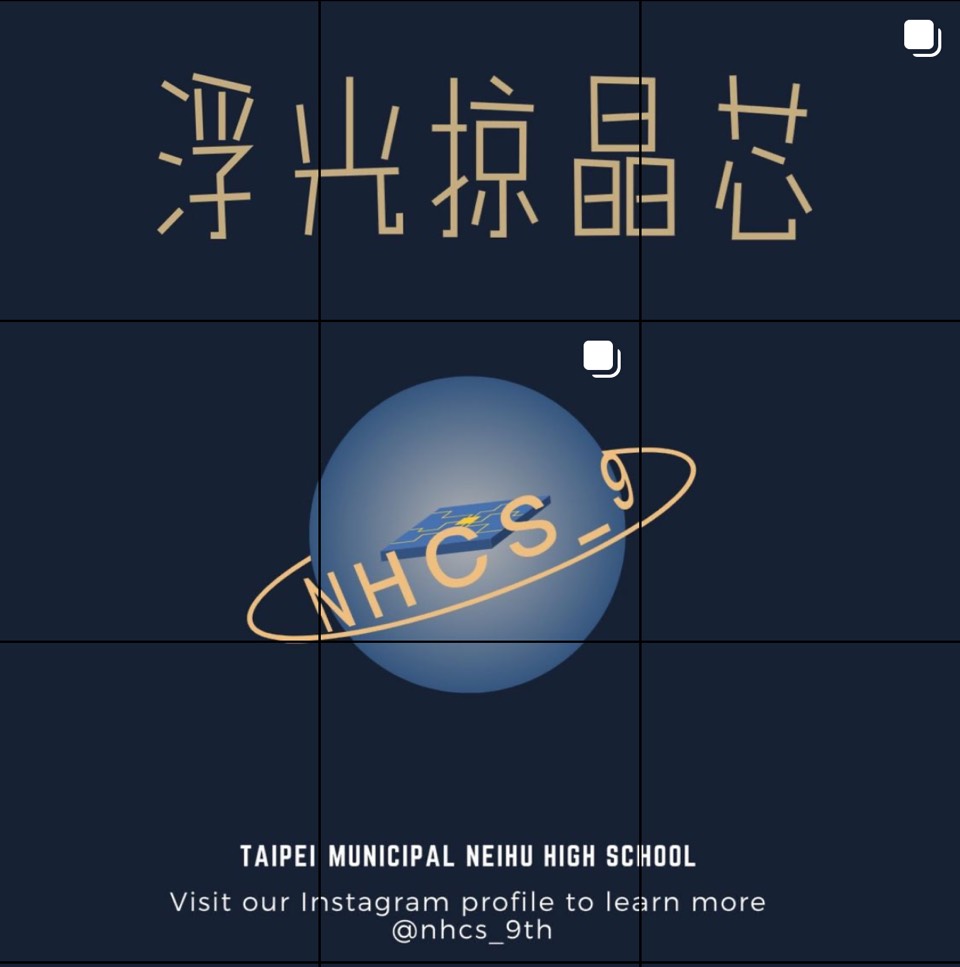 浮光掠晶芯
NHCS_9
TAIPEI MUNICIPAL NEIHU HIGH SCHOOL
Visit our Instagram profile to learn more
@nhcs_9th